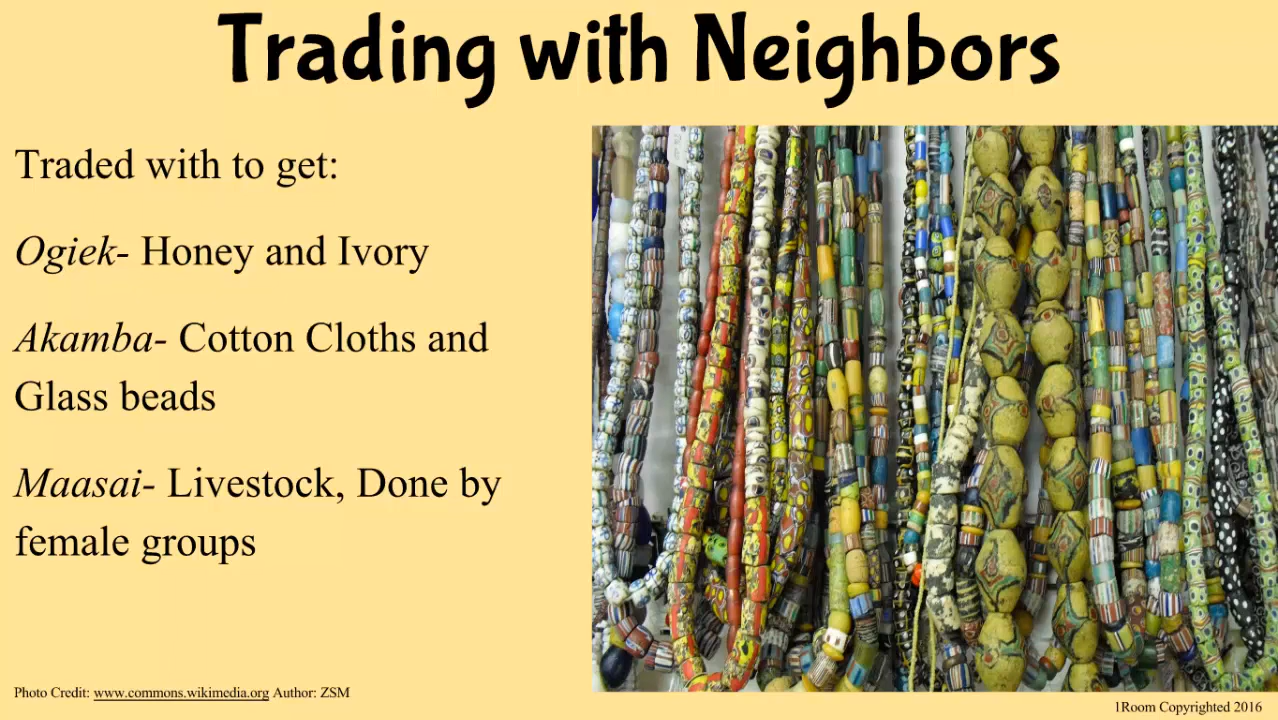 Trading with Neighbors
Traded with to get:
Ogiek- Honey and Ivory
Akamba- Cotton Cloths and
Glass beads
Maasai- Livestock, Done by
female groups
Photo Credit: www.commons.wikimedia.org Author: ZSM
1Room Copyrighted 2016